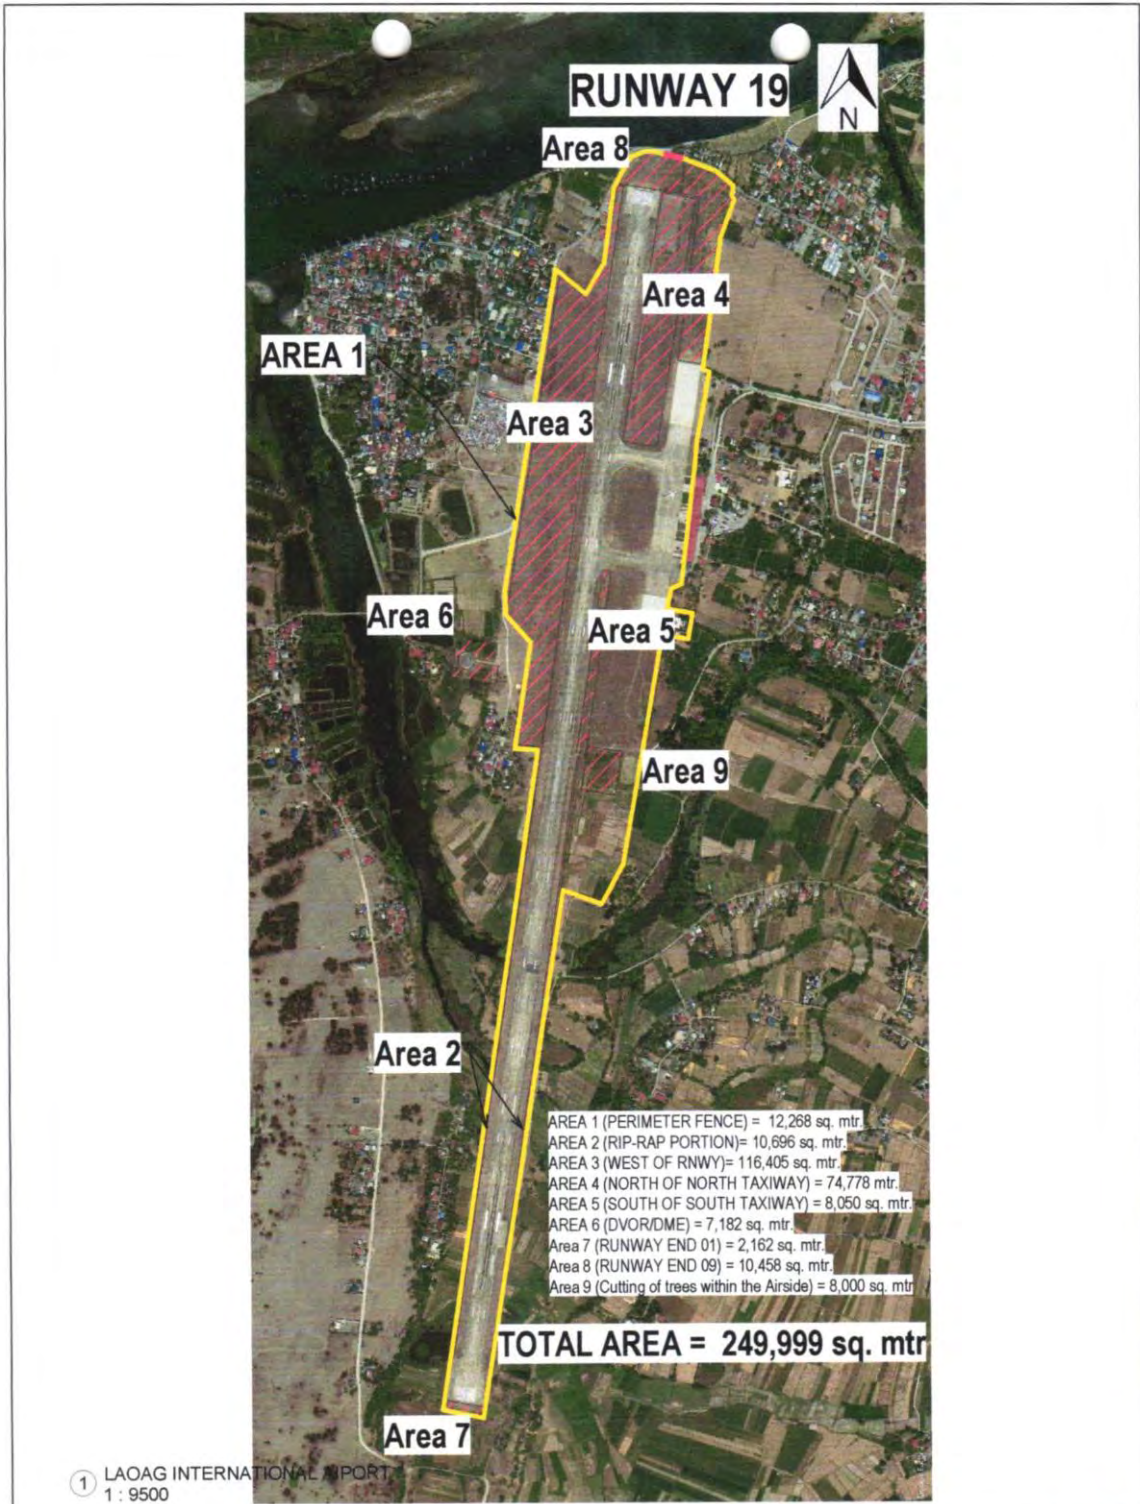 RUNWAY 19
N
Area 8
Area 4
AREA 1
Area 3
Area 6
Area 5
Area 9
Area 2
AREA 1 (PERIMETER FENCE) = 12,268 sq. mtr.
AREA 2 (RIP-RAP PORTION)= 10,696 sq. mtr.
AREA 3 (WEST OF RNWY)= 116,405 sq. mtr.
AREA 4 (NORTH OF NORTH TAXIWAY) = 74,778 mtr.
AREA 5 (SOUTH OF SOUTH TAXIWAY) = 8,050 sq. mtr.
AREA 6 (DVOR/DME) = 7,182 sq. mtr.
Area 7 (RUNWAY END 01) = 2,162 sq. mtr.
Area 8 (RUNWAY END 09) = 10,458 sq. mtr.
Area 9 (Cutting of trees within the Airside) = 8,000 sq. mtr
TOTAL AREA = 249,999 sq. mtr
Area 7
1 LAOAG INTERNATIONAL AIPORT
1 : 9500